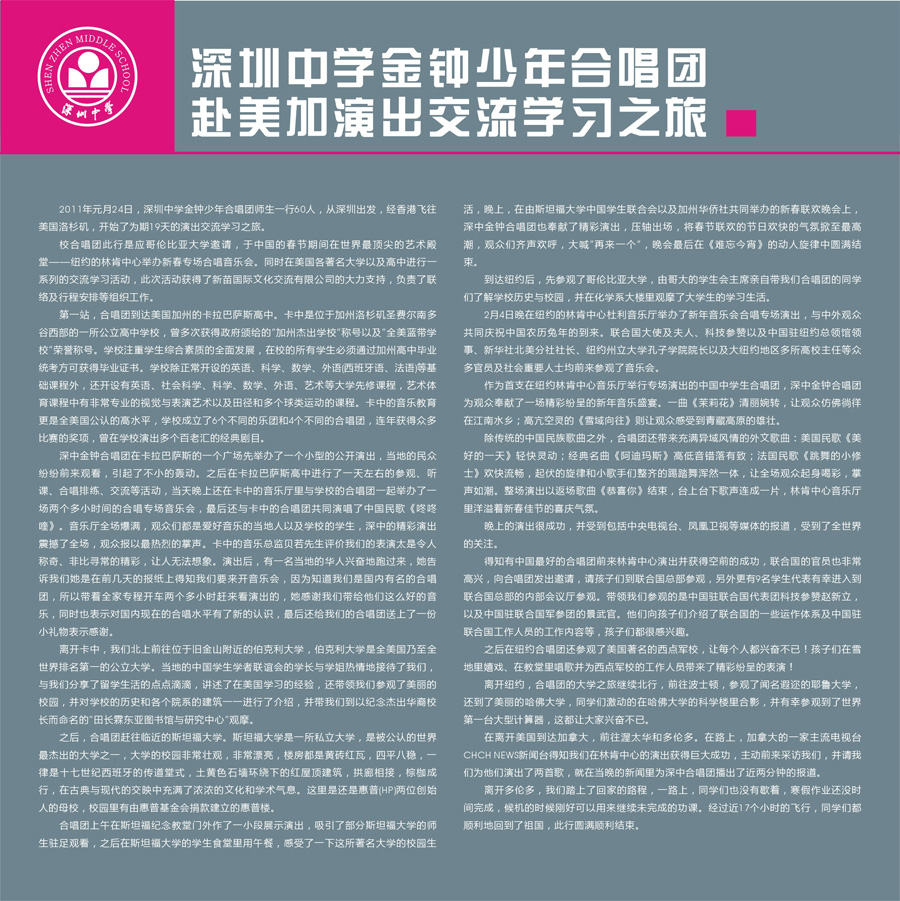 SHEN ZHEN MIDDLE SCHOOL
深圳中学
深圳中学金钟少年合唱团
赴美加演出交流学习之旅
2011年元月24日，深圳中学金钟少年合唱团师生一行60人，从深圳出发，经香港飞往
美国洛杉矶，开始了为期19天的演出交流学习之旅。
校合唱团此行是应哥伦比亚大学邀请，于中国的春节期间在世界最顶尖的艺术殿
堂——纽约的林肯中心举办新春专场合唱音乐会。同时在美国各著名大学以及高中进行一
系列的交流学习活动，此次活动获得了新苗国际文化交流有限公司的大力支持，负责了联
络及行程安排等组织工作。
第一站，合唱团到达美国加州的卡拉巴萨斯高中。卡中是位于加州洛杉矶圣费尔南多
谷西部的一所公立高中学校，曾多次获得政府颁给的"加州杰出学校"称号以及"全美蓝带学
校"荣誉称号。学校注重学生综合素质的全面发展，在校的所有学生必须通过加州高中毕业
统考方可获得毕业证书。学校除正常开设的英语、科学、数学、外语(西班牙语、法语)等基
础课程外，还开设有英语、社会科学、科学、数学、外语、艺术等大学先修课程，艺术体
育课程中有非常专业的视觉与表演艺术以及田径和多个球类运动的课程。卡中的音乐教育
更是全美国公认的高水平，学校成立了6个不同的乐团和4个不同的合唱团，连年获得众多
比赛的奖项，曾在学校演出多个百老汇的经典剧目。
深中金钟合唱团在卡拉巴萨斯的一个广场先举办了一个小型的公开演出，当地的民众
纷纷前来观看，引起了不小的轰动。之后在卡拉巴萨斯高中进行了一天左右的参观、听
课、合唱排练、交流等活动，当天晚上还在卡中的音乐厅里与学校的合唱团一起举办了一
场两个多小时间的合唱专场音乐会，最后还与卡中的合唱团共同演唱了中国民歌《咚咚
喹》。音乐厅全场爆满，观众们都是爱好音乐的当地人以及学校的学生，深中的精彩演出
震撼了全场，观众报以最热烈的掌声。卡中的音乐总监贝若先生评价我们的表演太是令人
称奇、非比寻常的精彩，让人无法想象。演出后，有一名当地的华人兴奋地跑过来，她告
诉我们她是在前几天的报纸上得知我们要来开音乐会，因为知道我们是国内有名的合唱
团，所以带着全家专程开车两个多小时赶来看演出的，她感谢我们带给他们这么好的音
乐，同时也表示对国内现在的合唱水平有了新的认识，最后还给我们的合唱团送上了一份
小礼物表示感谢。
离开卡中，我们北上前往位于旧金山附近的伯克利大学，伯克利大学是全美国乃至全
世界排名第一的公立大学。当地的中国学生学者联谊会的学长与学姐热情地接待了我们，
与我们分享了留学生活的点点滴滴，讲述了在美国学习的经验，还带领我们参观了美丽的
校园，并对学校的历史和各个院系的建筑一一进行了介绍，并带我们到以纪念杰出华裔校
长而命名的"田长霖东亚图书馆与研究中心"观摩。
之后，合唱团赶往临近的斯坦福大学。斯坦福大学是一所私立大学，是被公认的世界
最杰出的大学之一，大学的校园非常壮观，非常漂亮，楼房都是黄砖红瓦，四平八稳，一
律是十七世纪西班牙的传道堂式，土黄色石墙环绕下的红屋顶建筑，拱廊相接，棕榈成
行，在古典与现代的交映中充满了浓浓的文化和学术气息。这里是还是惠普(HP)两位创始
人的母校，校园里有由惠普基金会捐款建立的惠普楼。
合唱团上午在斯坦福纪念教堂门外作了一小段展示演出，吸引了部分斯坦福大学的师
生驻足观看，之后在斯坦福大学的学生食堂里用午餐，感受了一下这所著名大学的校园生
活，晚上，在由斯坦福大学中国学生联合会以及加州华侨社共同举办的新春联欢晚会上，
深中金钟合唱团也奉献了精彩演出，压轴出场，将春节联欢的节日欢快的气氛掀至最高
潮，观众们齐声欢呼，大喊"再来一个"，晚会最后在《难忘今宵》的动人旋律中圆满结
束。
到达纽约后，先参观了哥伦比亚大学，由哥大的学生会主席亲自带我们合唱团的同学
们了解学校历史与校园，并在化学系大楼里观摩了大学生的学习生活。
2月4日晚在纽约的林肯中心杜利音乐厅举办了新年音乐会合唱专场演出，与中外观众
共同庆祝中国农历兔年的到来。联合国大使及夫人、科技参赞以及中国驻纽约总领馆领
事、新华社北美分社社长、纽约州立大学孔子学院院长以及大纽约地区多所高校主任等众
多官员及社会重要人士均前来参观了音乐会。
作为首支在纽约林肯中心音乐厅举行专场演出的中国中学生合唱团，深中金钟合唱团
为观众奉献了一场精彩纷呈的新年音乐盛宴。一曲《茉莉花》清丽婉转，让观众仿佛徜徉
在江南水乡；高亢空灵的《雪域向往》则让观众感受到青藏高原的雄壮。
除传统的中国民族歌曲之外，合唱团还带来充满异域风情的外文歌曲：美国民歌《美
好的一天》轻快灵动；经典名曲《阿迪玛斯》高低音错落有致；法国民歌《跳舞的小修
士》欢快流畅，起伏的旋律和小歌手们整齐的踢踏舞浑然一体，让全场观众起身喝彩，掌
声如潮。整场演出以返场歌曲《恭喜你》结束，台上台下歌声连成一片，林肯中心音乐厅
里洋溢着新春佳节的喜庆气氛。
晚上的演出很成功，并受到包括中央电视台、凤凰卫视等媒体的报道，受到了全世界
的关注。
得知有中国最好的合唱团前来林肯中心演出并获得空前的成功，联合国的官员也非常
高兴，向合唱团发出邀请，请孩子们到联合国总部参观，另外更有9名学生代表有幸进入到
联合国总部的内部会议厅参观。带领我们参观的是中国驻联合国代表团科技参赞赵新立，
以及中国驻联合国军参团的景武官。他们向孩子们介绍了联合国的一些运作体系及中国驻
联合国工作人员的工作内容等，孩子们都很感兴趣。
之后在纽约合唱团还参观了美国著名的西点军校，让每个人都兴奋不已！孩子们在雪
地里嬉戏、在教堂里唱歌并为西点军校的工作人员带来了精彩纷呈的表演！
离开纽约，合唱团的大学之旅继续北行，前往波士顿，参观了闻名遐迩的耶鲁大学，
还到了美丽的哈佛大学，同学们激动的在哈佛大学的科学楼里合影，并有幸参观到了世界
第一台大型计算器，这都让大家兴奋不已。
在离开美国到达加拿大，前往渥太华和多伦多。在路上，加拿大的一家主流电视台
CHCH NEWS新闻台得知我们在林肯中心的演出获得巨大成功，主动前来采访我们，并请我
们为他们演出了两首歌，就在当晚的新闻里为深中合唱团播出了近两分钟的报道。
离开多伦多，我们踏上了回家的路程，一路上，同学们也没有歇着，寒假作业还没时
间完成，候机的时候刚好可以用来继续未完成的功课。经过近17个小时的飞行，同学们都
顺利地回到了祖国，此行圆满顺利结束。